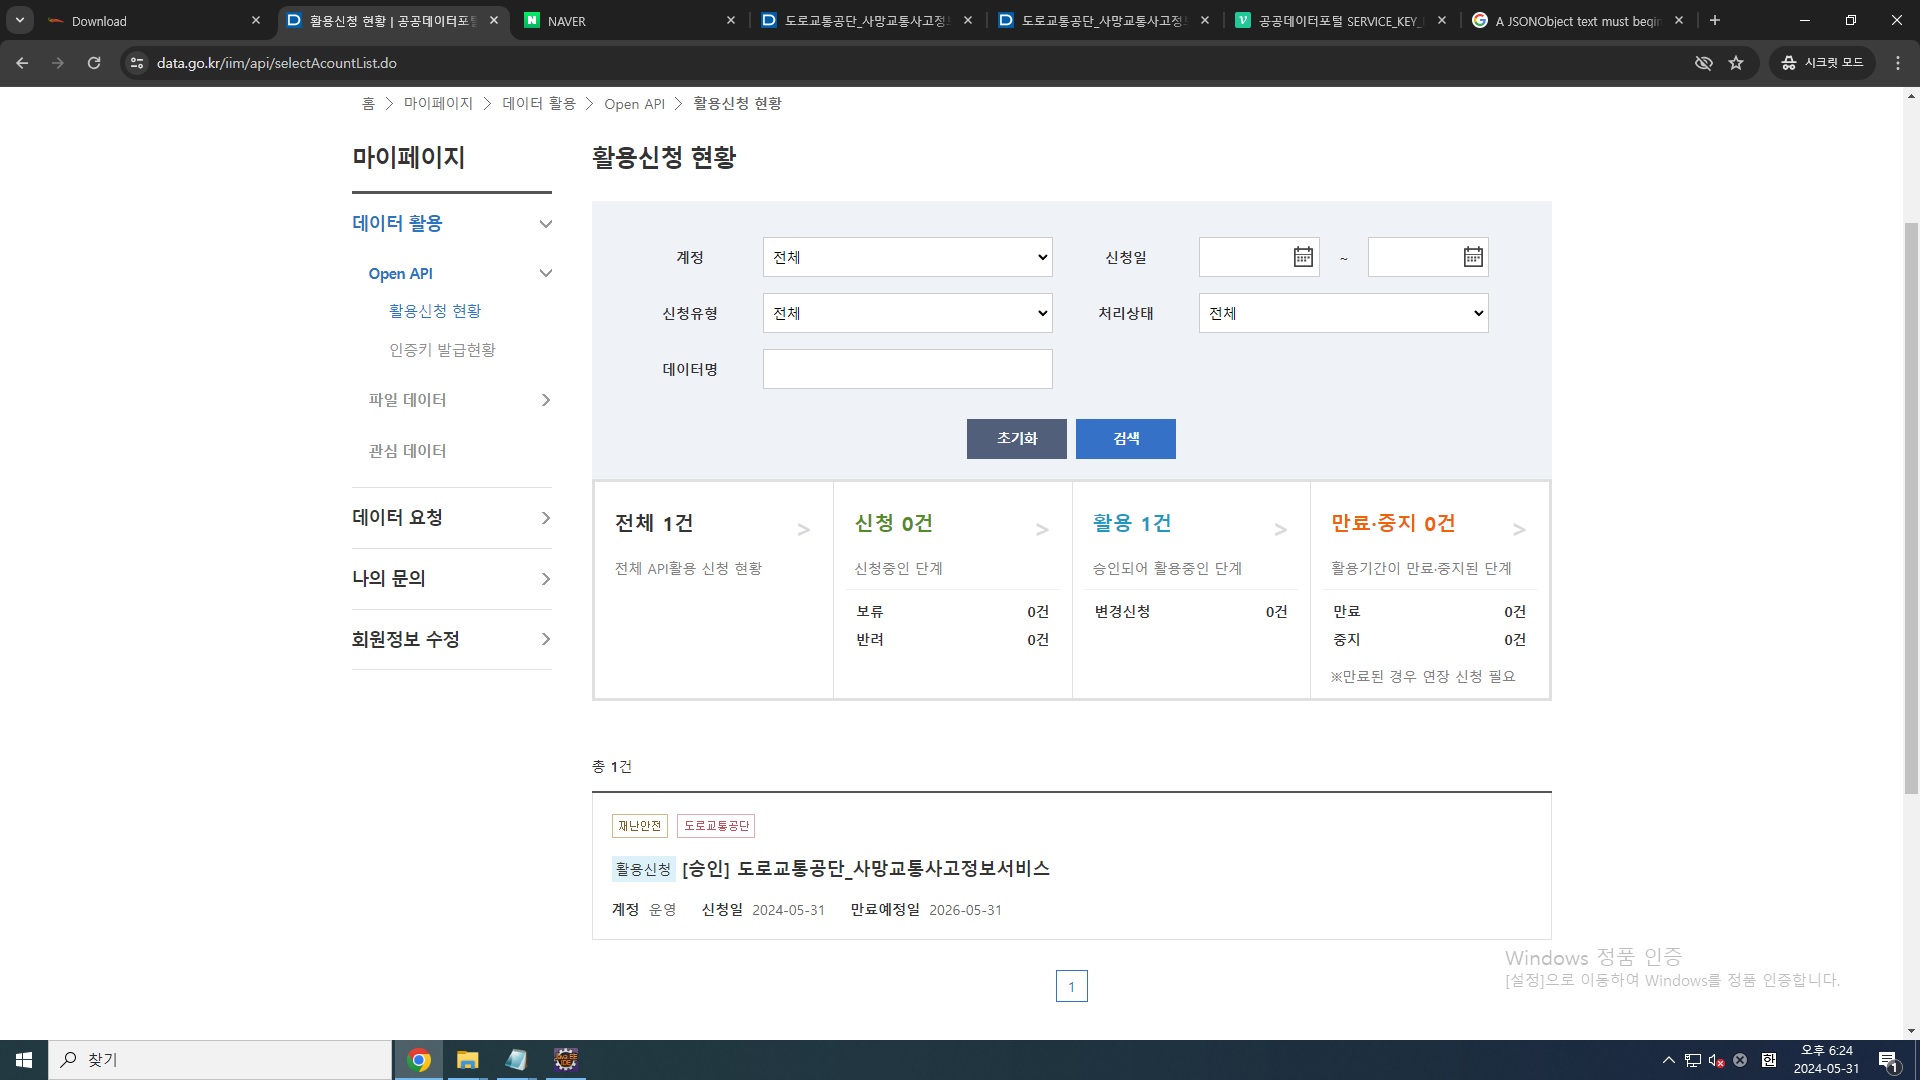 Download
활용신청 현황 | 공공데이터포털
NAVER
도로교통공단_사망교통사고정보
도로교통공단_사망교통사고정보
공공데이터포털 SERVICE_KEY_
A JSONObject text must begin
data.go.kr/iim/api/selectAcountList.do
시크릿 모드
홈 > 마이페이지 > 데이터 활용 > Open API > 활용신청 현황
마이페이지
데이터 활용
Open API
활용신청 현황
인증키 발급현황
파일 데이터
관심 데이터
데이터 요청
나의 문의
회원정보 수정
활용신청 현황
계정 전체 신청일 ~
신청유형 전체 처리상태 전체
데이터명
초기화 검색
전체 1건 >
전체 API활용 신청 현황
신청 0건 >
신청중인 단계
보류 0건
반려 0건
활용 1건 >
승인되어 활용중인 단계
변경신청 0건
만료·중지 0건 >
활용기간이 만료·중지된 단계
만료 0건
중지 0건
※만료된 경우 연장 신청 필요
총 1건
재난안전 도로교통공단
활용신청 [승인] 도로교통공단_사망교통사고정보서비스
계정 운영 신청일 2024-05-31 만료예정일 2026-05-31
1
Windows 정품 인증
[설정]으로 이동하여 Windows를 정품 인증합니다.
찾기
한
오후 6:24
2024-05-31
1